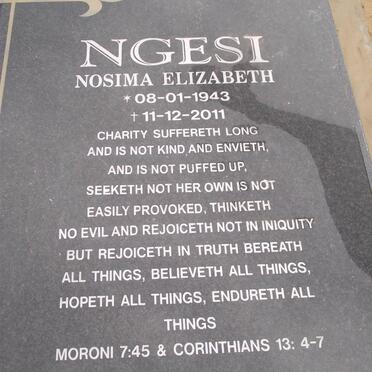 NGESI
NOSIMA ELIZABETH
* 08-01-1943
† 11-12-2011
CHARITY SUFFERETH LONG
AND IS NOT KIND AND ENVIETH,
AND IS NOT PUFFED UP,
SEEKETH NOT HER OWN IS NOT
EASILY PROVOKED, THINKETH
NO EVIL AND REJOICETH NOT IN INIQUITY
BUT REJOICETH IN TRUTH BEREATH
ALL THINGS, BELIEVETH ALL THINGS,
HOPETH ALL THINGS, ENDURETH ALL
THINGS
MORONI 7:45 & CORINTHIANS 13: 4-7